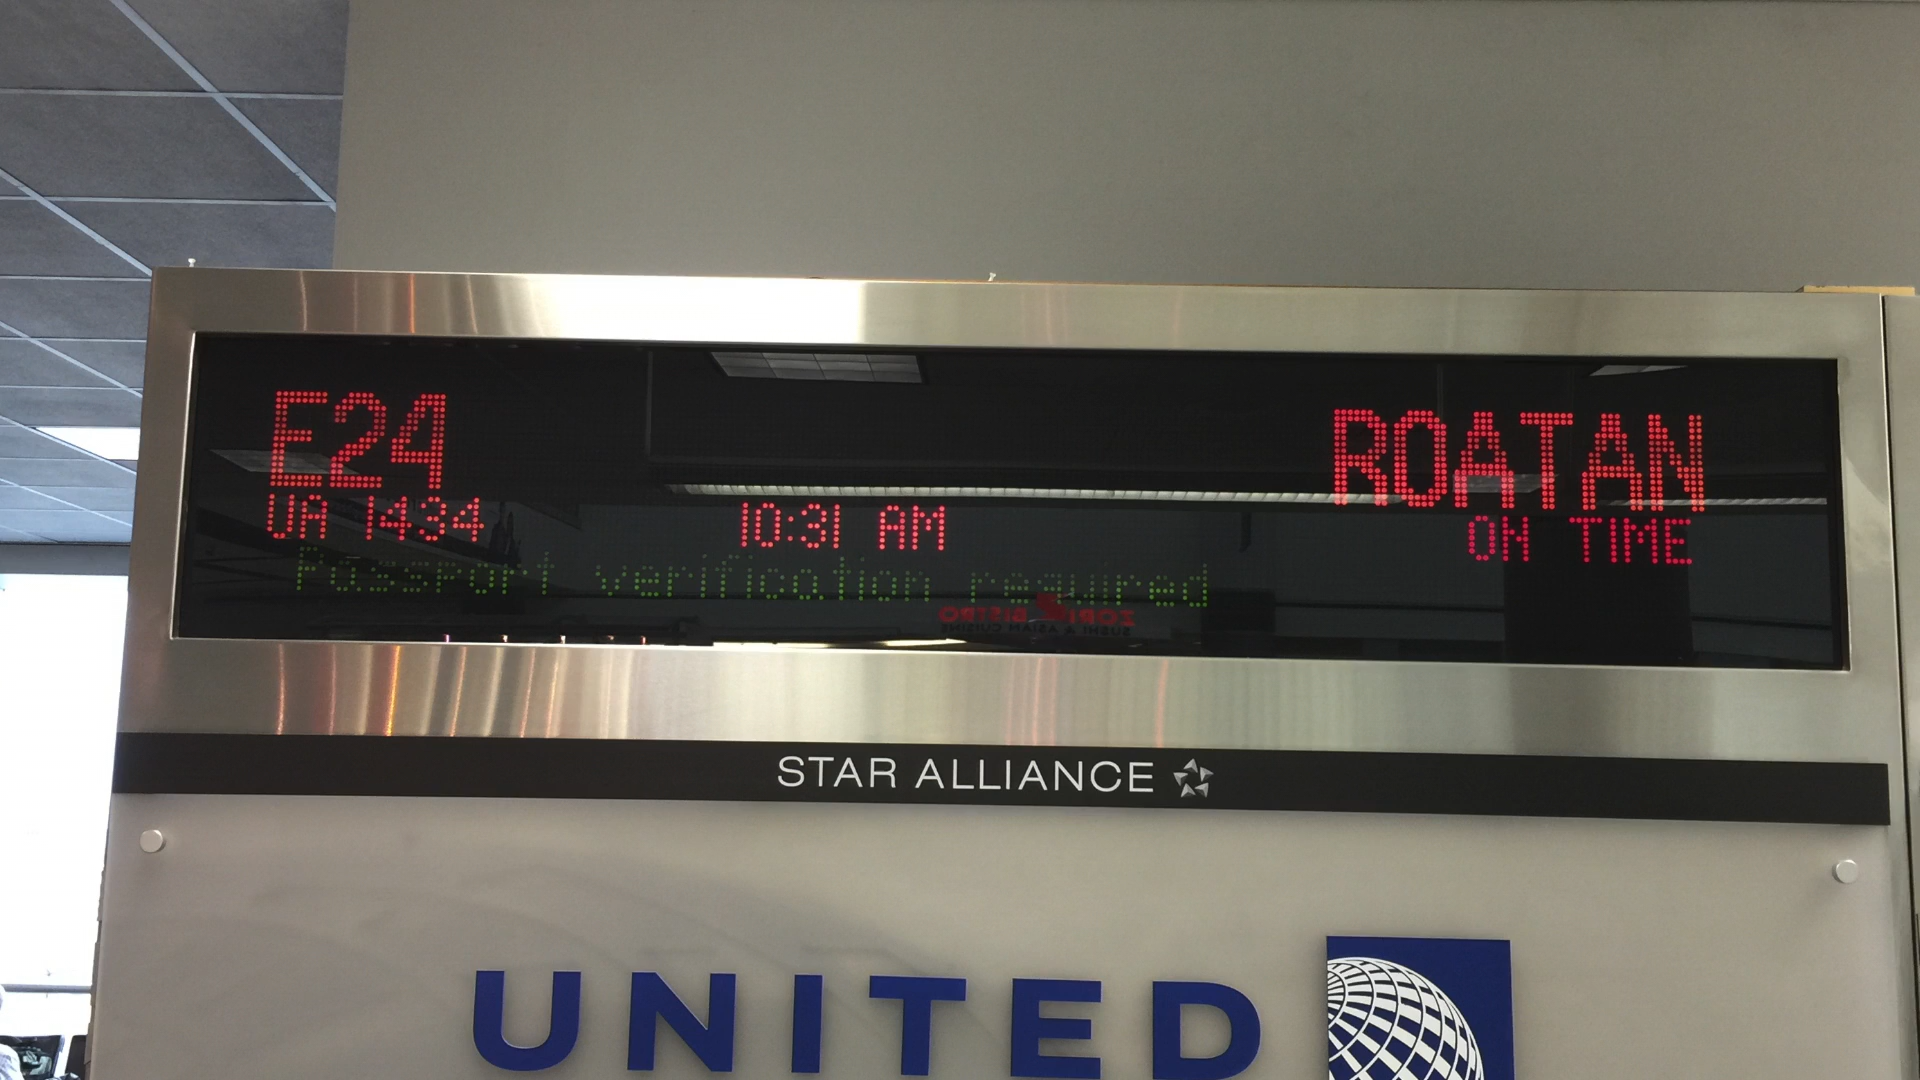 E24 ROATAN
UA 1434 10:31 AM ON TIME
Passport verification required
STAR ALLIANCE
UNITED